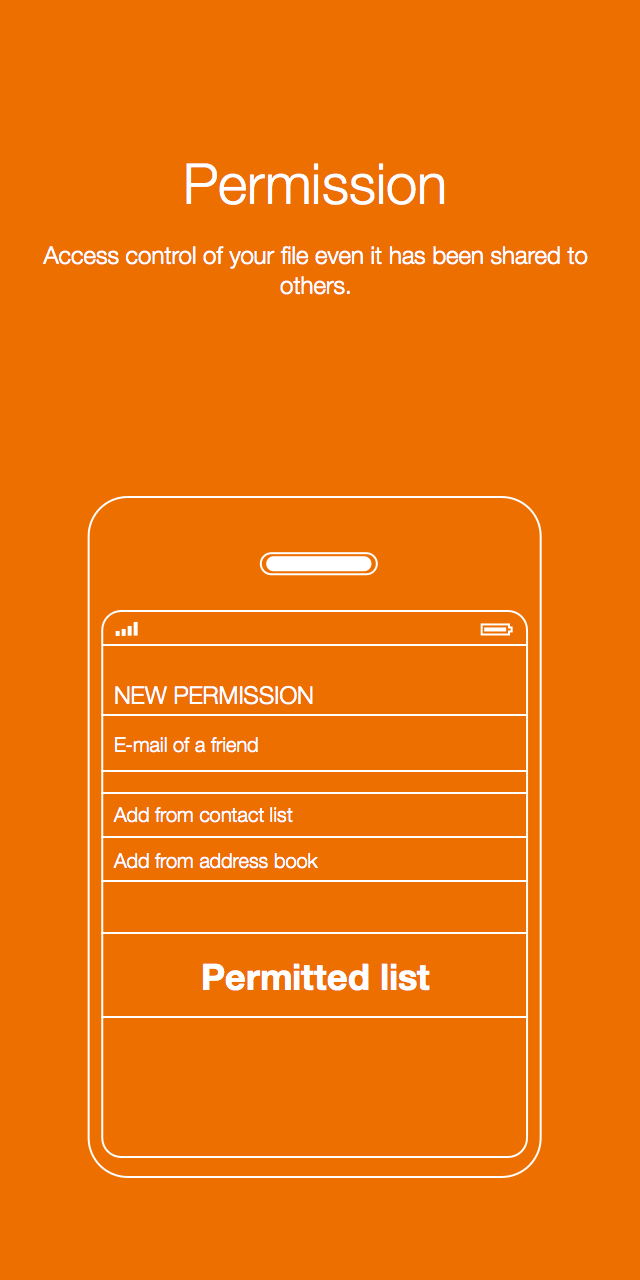 Permission
Access control of your file even it has been shared to
others.
NEW PERMISSION
E-mail of a friend
Add from contact list
Add from address book
Permitted list